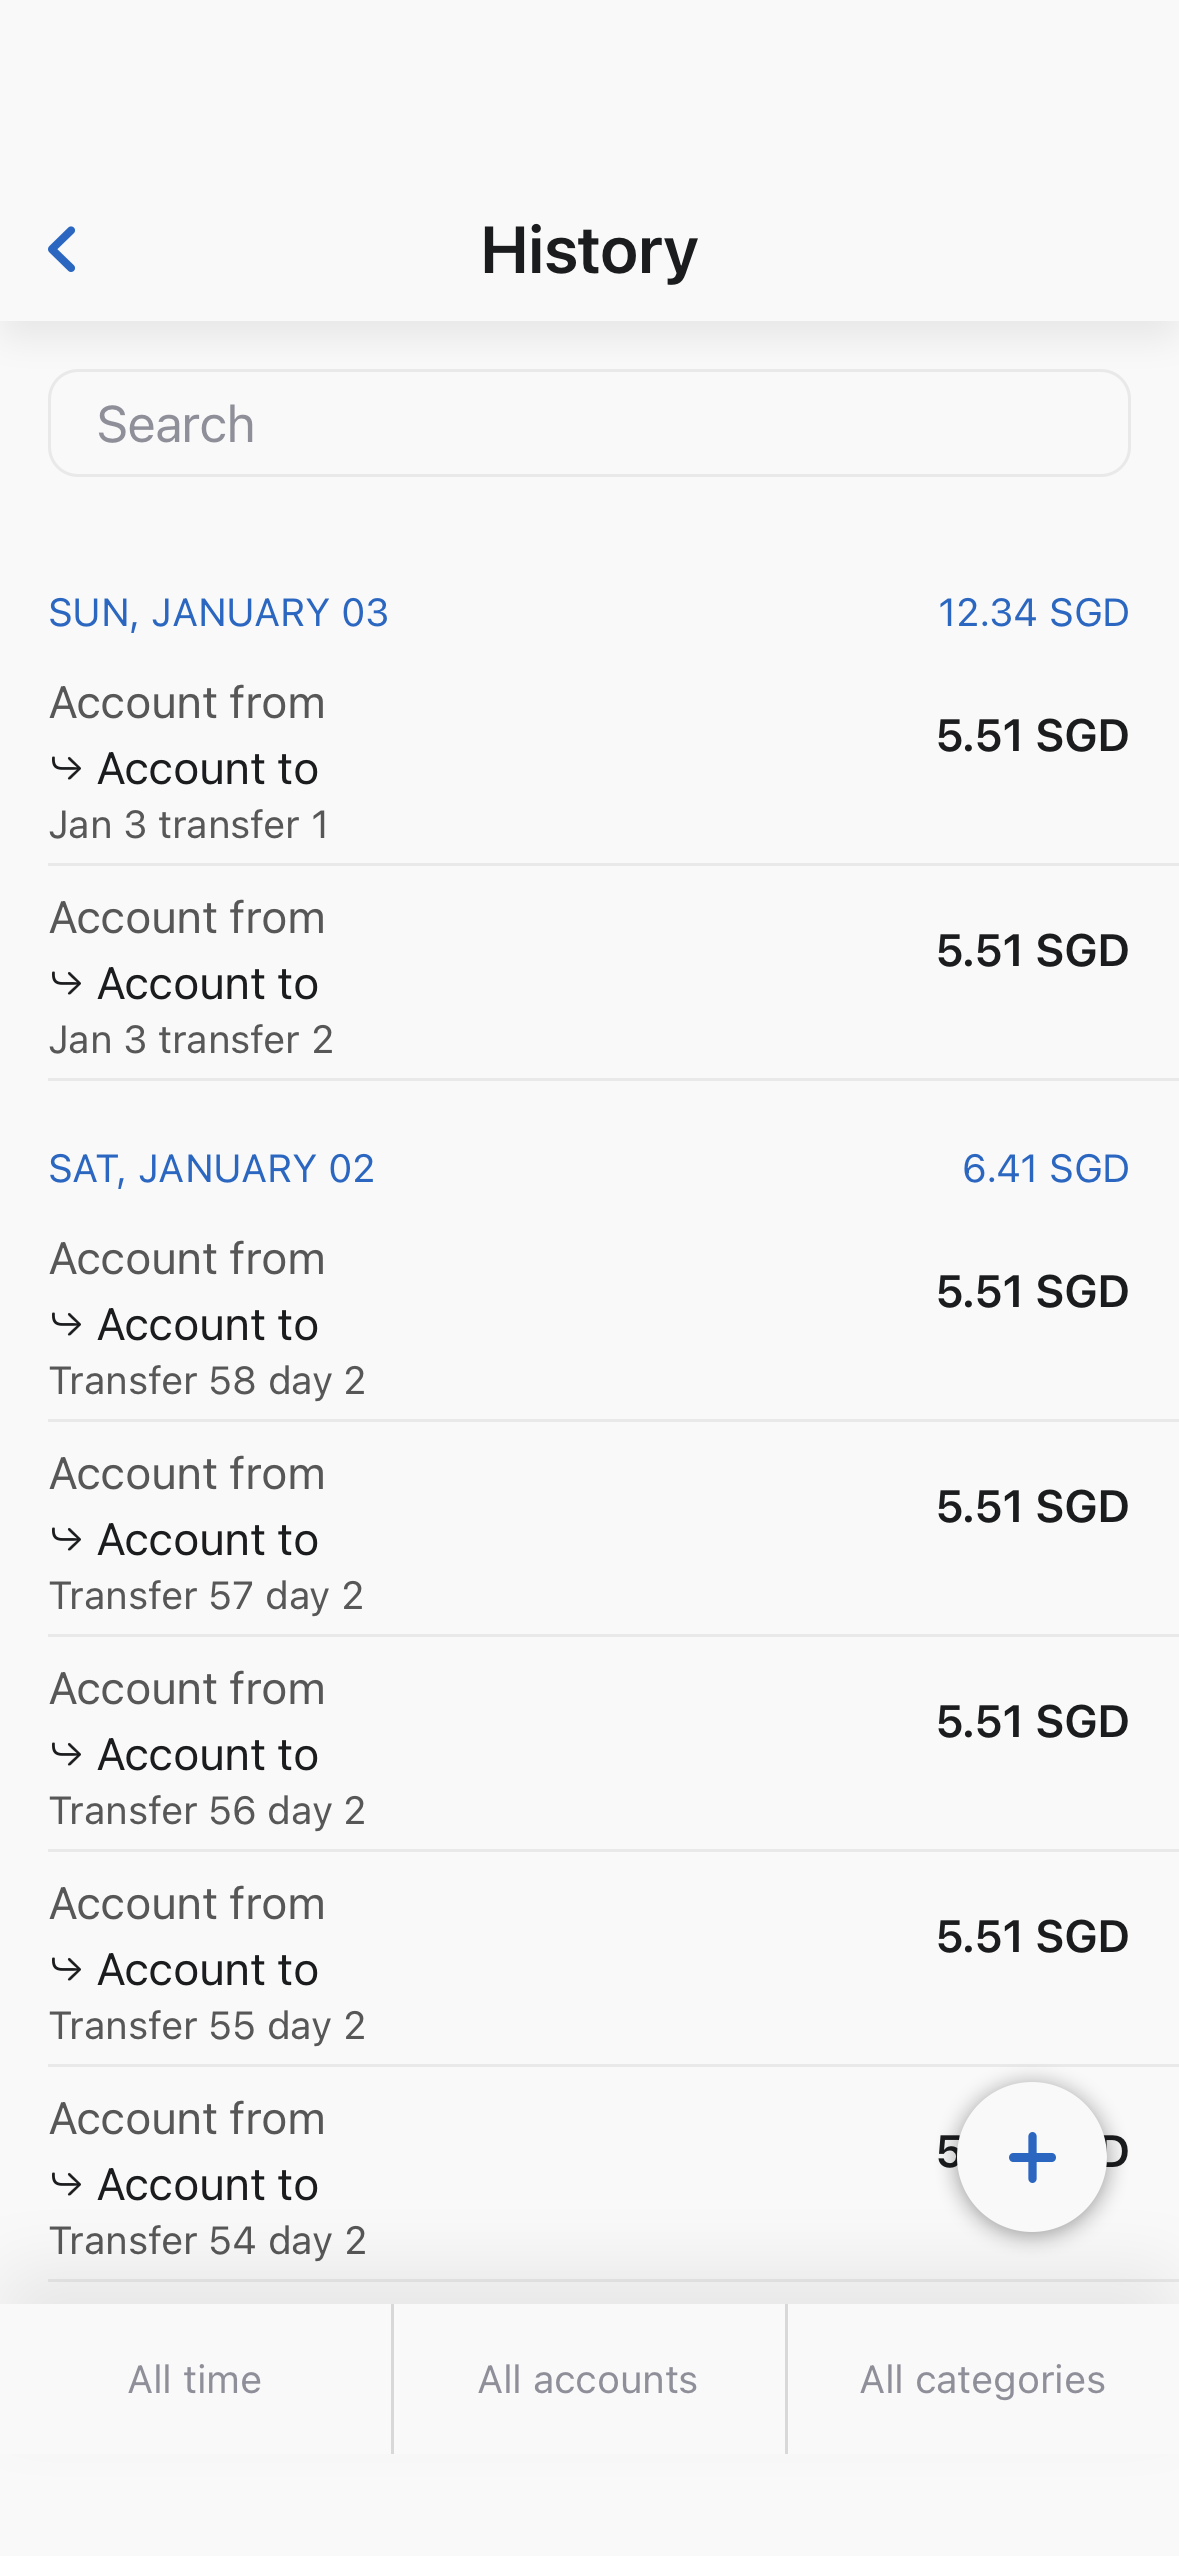 History
Search
SUN, JANUARY 03 12.34 SGD
Account from
5.51 SGD
Account to
Jan 3 transfer 1
Account from
5.51 SGD
Account to
Jan 3 transfer 2
SAT, JANUARY 02 6.41 SGD
Account from
5.51 SGD
Account to
Transfer 58 day 2
Account from
5.51 SGD
Account to
Transfer 57 day 2
Account from
5.51 SGD
Account to
Transfer 56 day 2
Account from
5.51 SGD
Account to
Transfer 55 day 2
Account from
Account to
Transfer 54 day 2
All time All accounts All categories